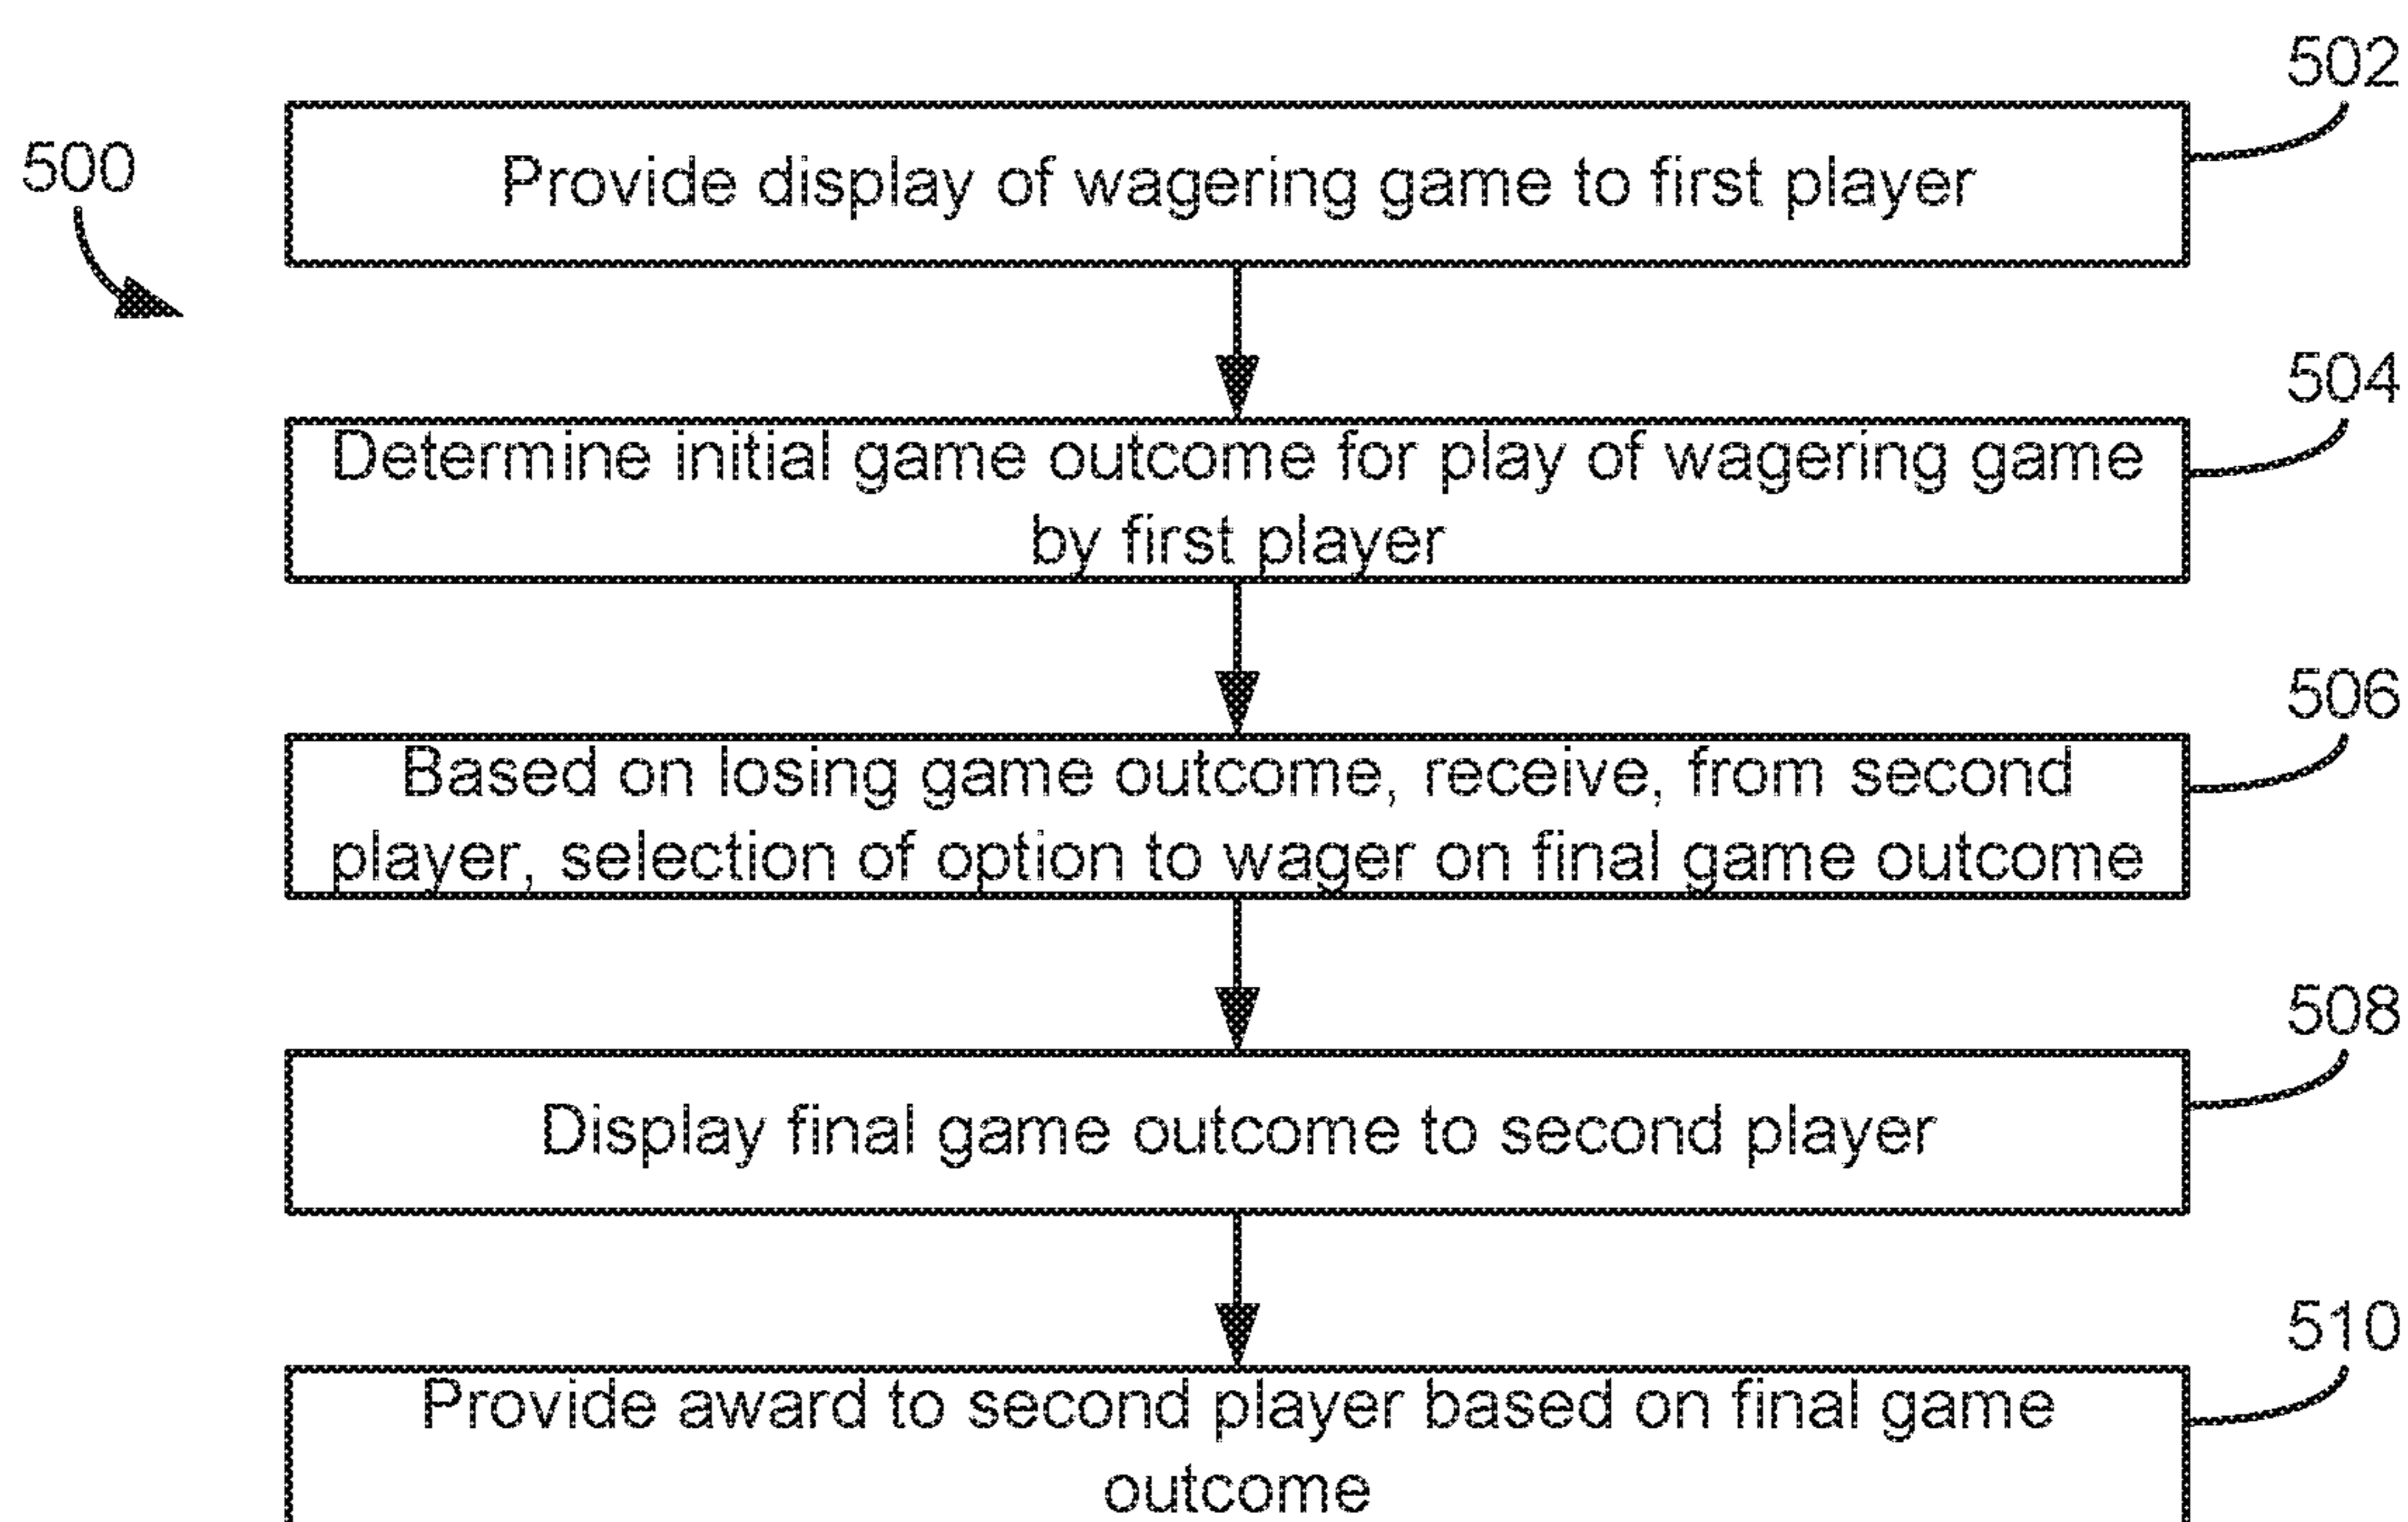 502
500
Provide display of wagering game to first player
504
Determine initial game outcome for play of wagering game
by first player
506
Based on losing game outcome, receive, from second
player, selection of option to wager on final game outcome
508
Display final game outcome to second player
510
Provide award to second player based on final game
outcome